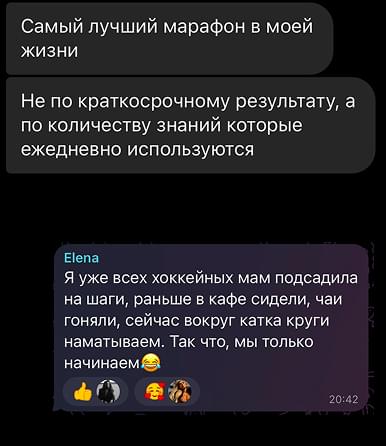 Самый лучший марафон в моей
жизни
Не по краткосрочному результату, а
по количеству знаний которые
ежедневно используются
Elena
Я уже всех хоккейных мам подсадила
на шаги, раньше в кафе сидели, чаи
гоняли, сейчас вокруг катка круги
наматываем. Так что, мы только
начинаем😂
20:42